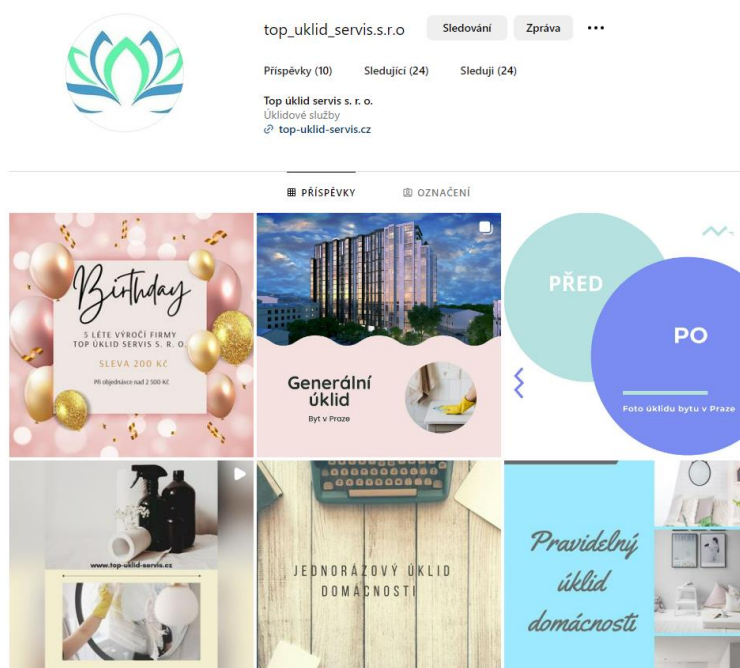 top_uklid_servis.s.r.o Sledování Zpráva
Příspěvky (10) Sledující (24) Sleduji (24)
Top úklid servis s. r. o.
Úklidové služby
top-uklid-servis.cz
PŘÍSPĚVKY OZNAČENÍ
Birthday
5 LÉTE VÝROČÍ FIRMY
TOP ÚKLID SERVIS S. R. O.
SLEVA 200 Kč
Při objednávce nad 2 500 Kč
Generální
úklid
Byt v Praze
PŘED
PO
Foto úklidu bytu v Praze
www.top-uklid-servis.cz
JEDNORÁZOVÝ ÚKLID
DOMÁCNOSTI
Pravidelný
úklid
domácnosti